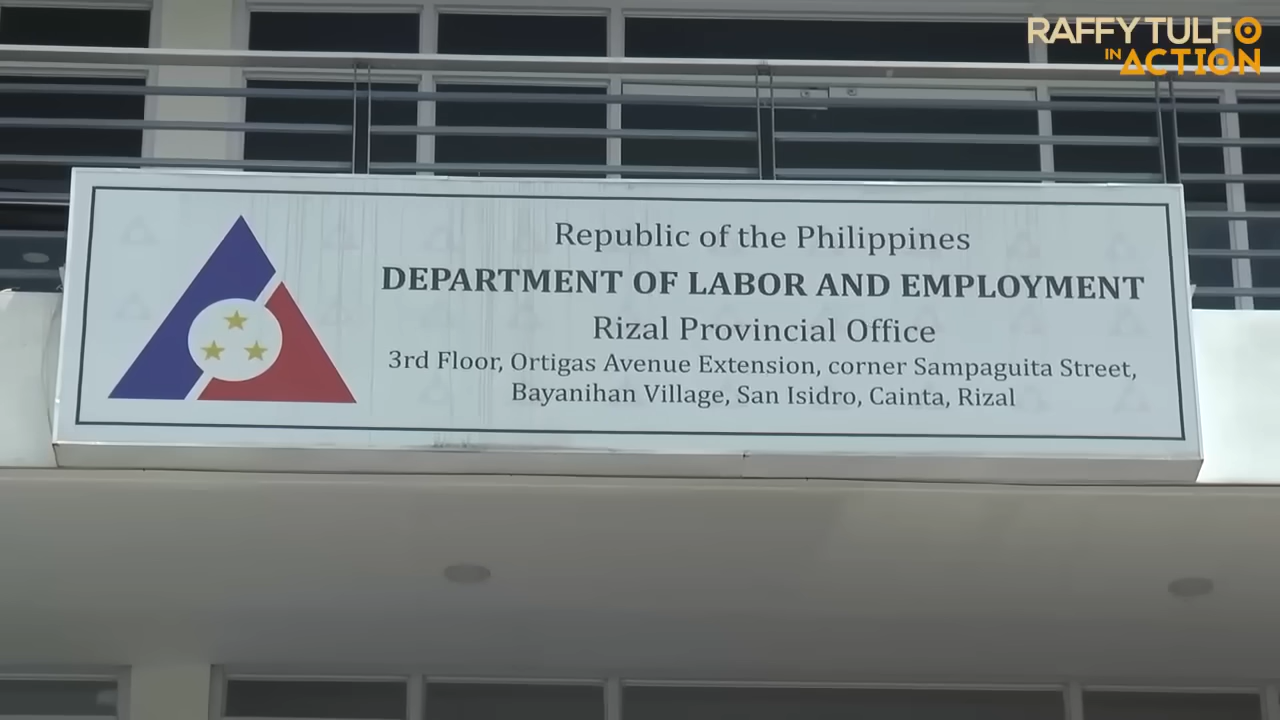 RAFFY TULFO
IN ACTION
Republic of the Philippines
DEPARTMENT OF LABOR AND EMPLOYMENT
Rizal Provincial Office
3rd Floor, Ortigas Avenue Extension, corner Sampaguita Street,
Bayanihan Village, San Isidro, Cainta, Rizal